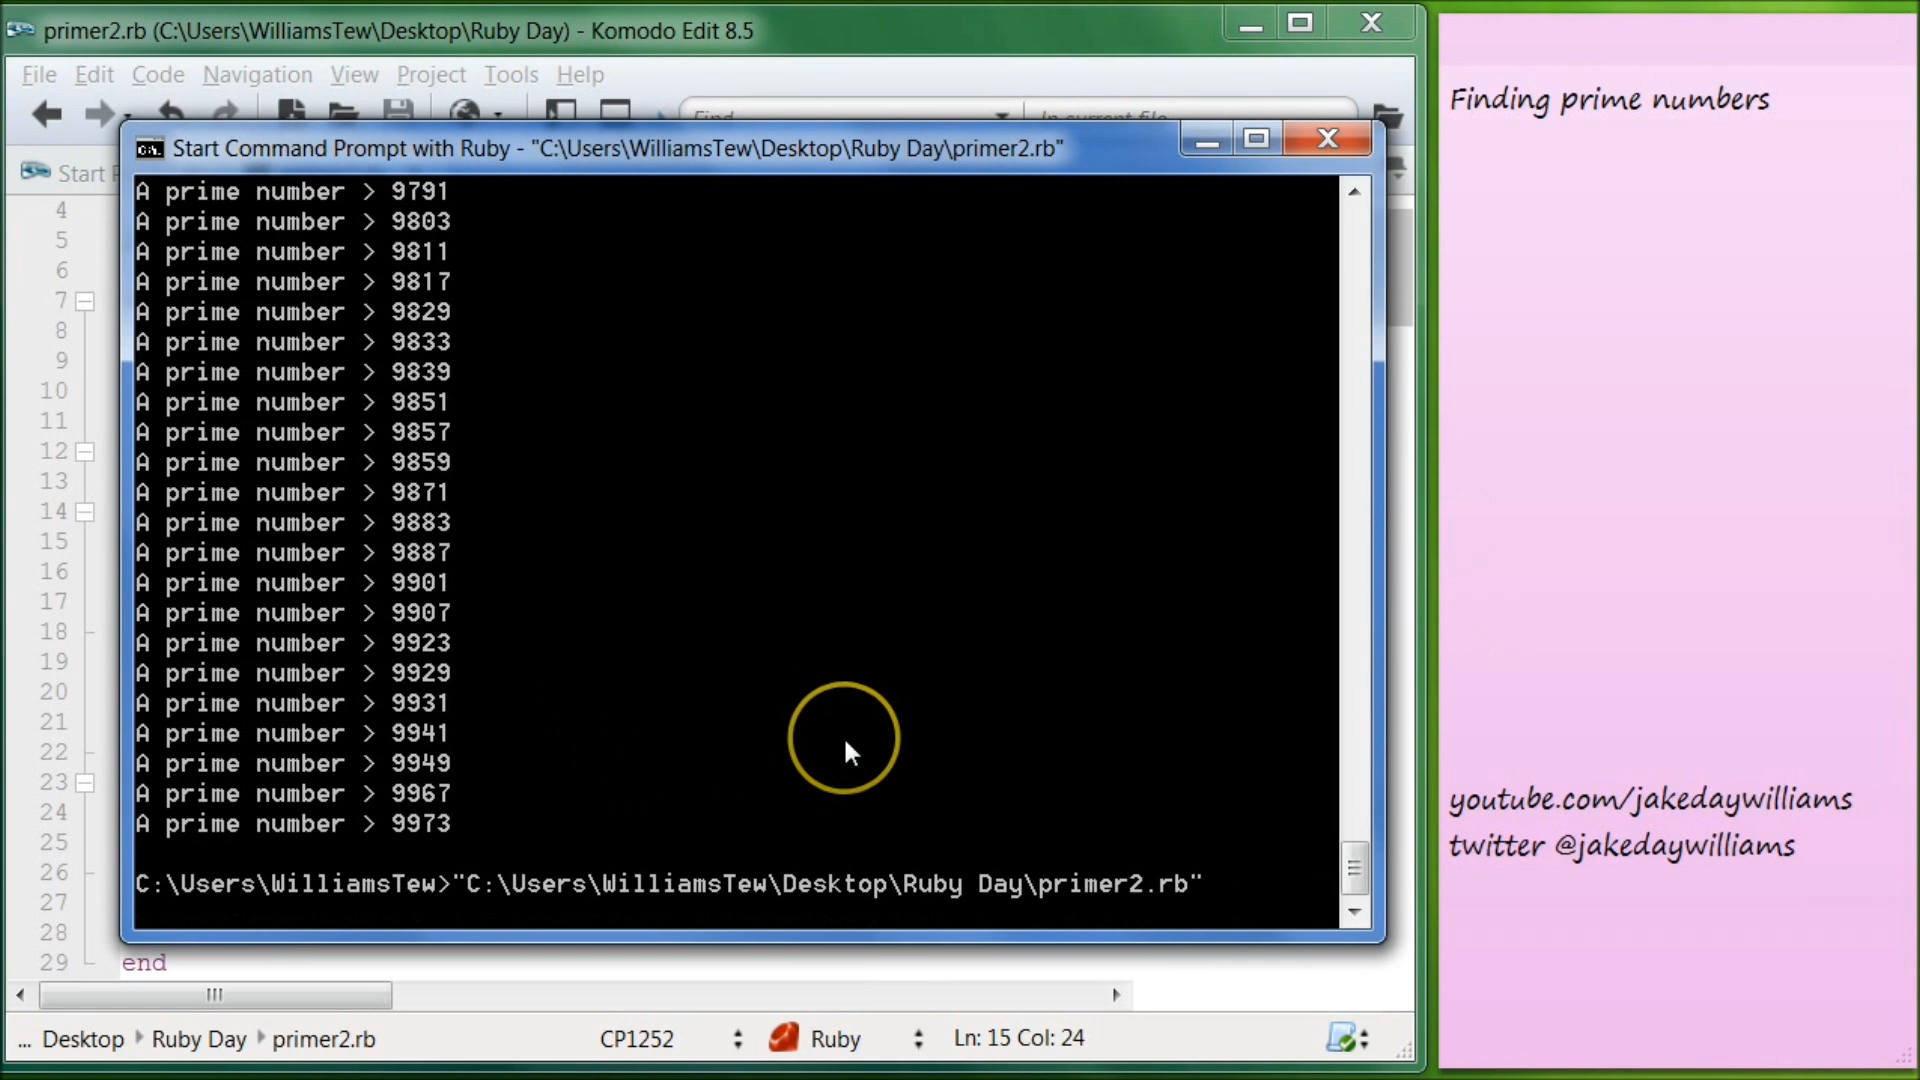 primer2.rb (C:\Users\WilliamsTew\Desktop\Ruby Day) - Komodo Edit 8.5
File Edit Code Navigation View Project Tools Help
Find
In current file
Start
Start Command Prompt with Ruby - "C:\Users\WilliamsTew\Desktop\Ruby Day\primer2.rb"
A prime number > 9791
A prime number > 9803
A prime number > 9811
A prime number > 9817
A prime number > 9829
A prime number > 9833
A prime number > 9839
A prime number > 9851
A prime number > 9857
A prime number > 9859
A prime number > 9871
A prime number > 9883
A prime number > 9887
A prime number > 9901
A prime number > 9907
A prime number > 9923
A prime number > 9929
A prime number > 9931
A prime number > 9941
A prime number > 9949
A prime number > 9967
A prime number > 9973
C:\Users\WilliamsTew>"C:\Users\WilliamsTew\Desktop\Ruby Day\primer2.rb"
4
5
6
7
8
9
10
11
12
13
14
15
16
17
18
19
20
21
22
23
24
25
26
27
28
29 end
... Desktop Ruby Day primer2.rb CP1252 Ruby Ln: 15 Col: 24
Finding prime numbers
youtube.com/jakedaywilliams
twitter @jakedaywilliams